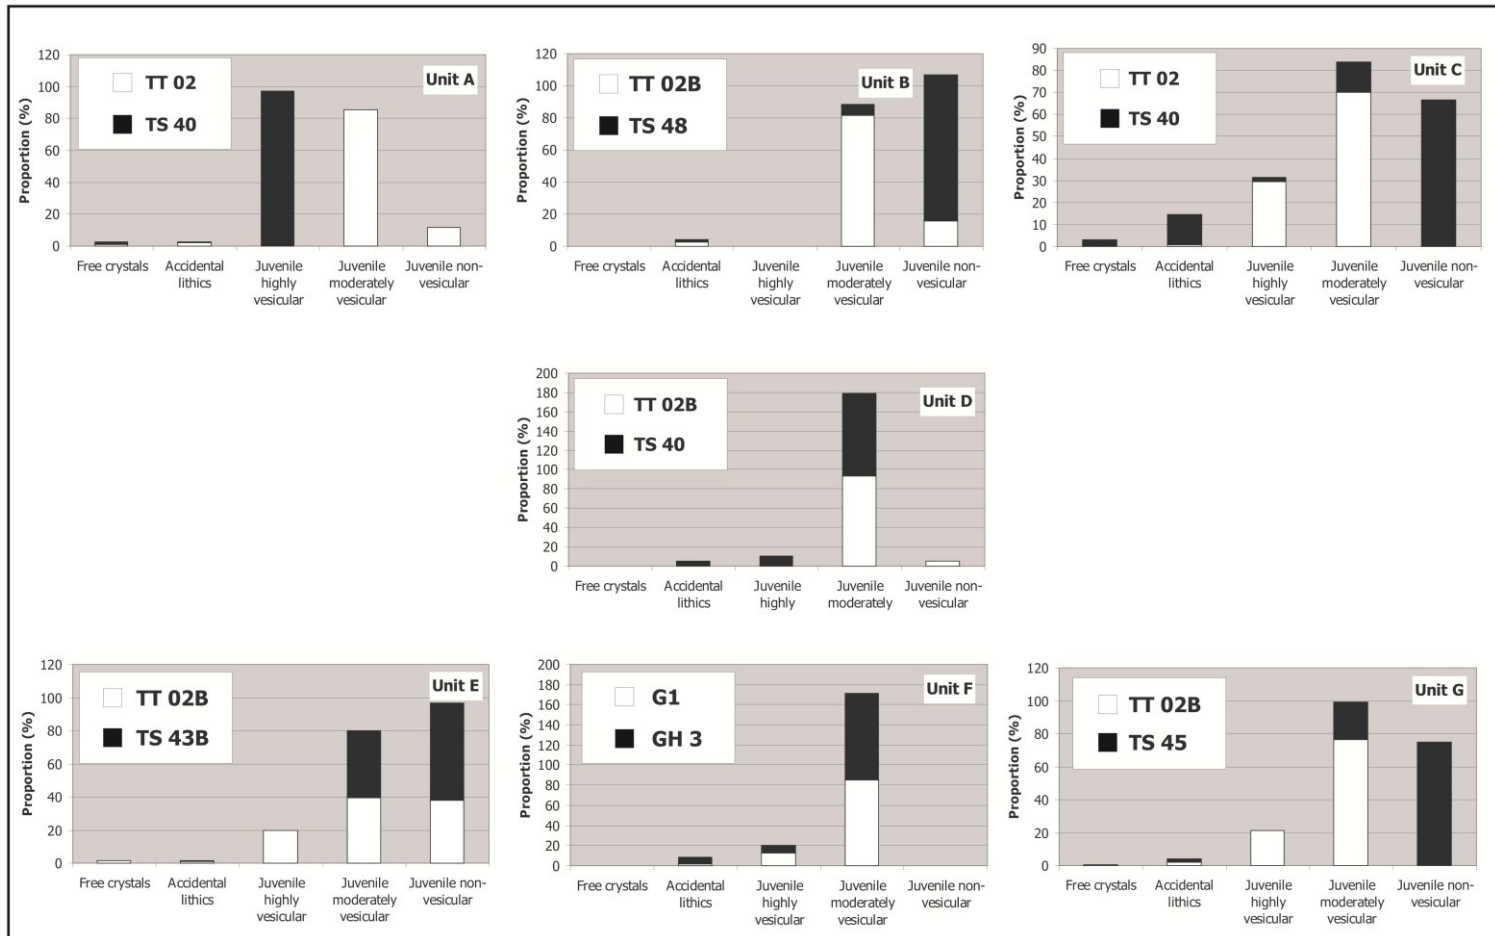 120
100
80
60
40
20
0
Proportion (%)
TT 02
TS 40
Unit A
Free crystals
Accidental
lithics
Juvenile
highly
vesicular
Juvenile
moderately
vesicular
Juvenile non-
vesicular
120
100
80
60
40
20
0
Proportion (%)
TT 02B
TS 48
Unit B
Free crystals
Accidental
lithics
Juvenile
highly
vesicular
Juvenile
moderately
vesicular
Juvenile non-
vesicular
90
80
70
60
50
40
30
20
10
0
Proportion (%)
TT 02
TS 40
Unit C
Free crystals
Accidental
lithics
Juvenile
highly
vesicular
Juvenile
moderately
vesicular
Juvenile non-
vesicular
200
180
160
140
120
100
80
60
40
20
0
Proportion (%)
TT 02B
TS 40
Unit D
Free crystals
Accidental
lithics
Juvenile
highly
Juvenile
moderately
Juvenile non-
vesicular
120
100
80
60
40
20
0
Proportion (%)
TT 02B
TS 43B
Unit E
Free crystals
Accidental
lithics
Juvenile
highly
vesicular
Juvenile
moderately
vesicular
Juvenile non-
vesicular
200
180
160
140
120
100
80
60
40
20
0
Proportion (%)
G1
GH 3
Unit F
Free crystals
Accidental
lithics
Juvenile
highly
vesicular
Juvenile
moderately
vesicular
Juvenile non-
vesicular
120
100
80
60
40
20
0
Proportion (%)
TT 02B
TS 45
Unit G
Free crystals
Accidental
lithics
Juvenile
highly
vesicular
Juvenile
moderately
vesicular
Juvenile non-
vesicular